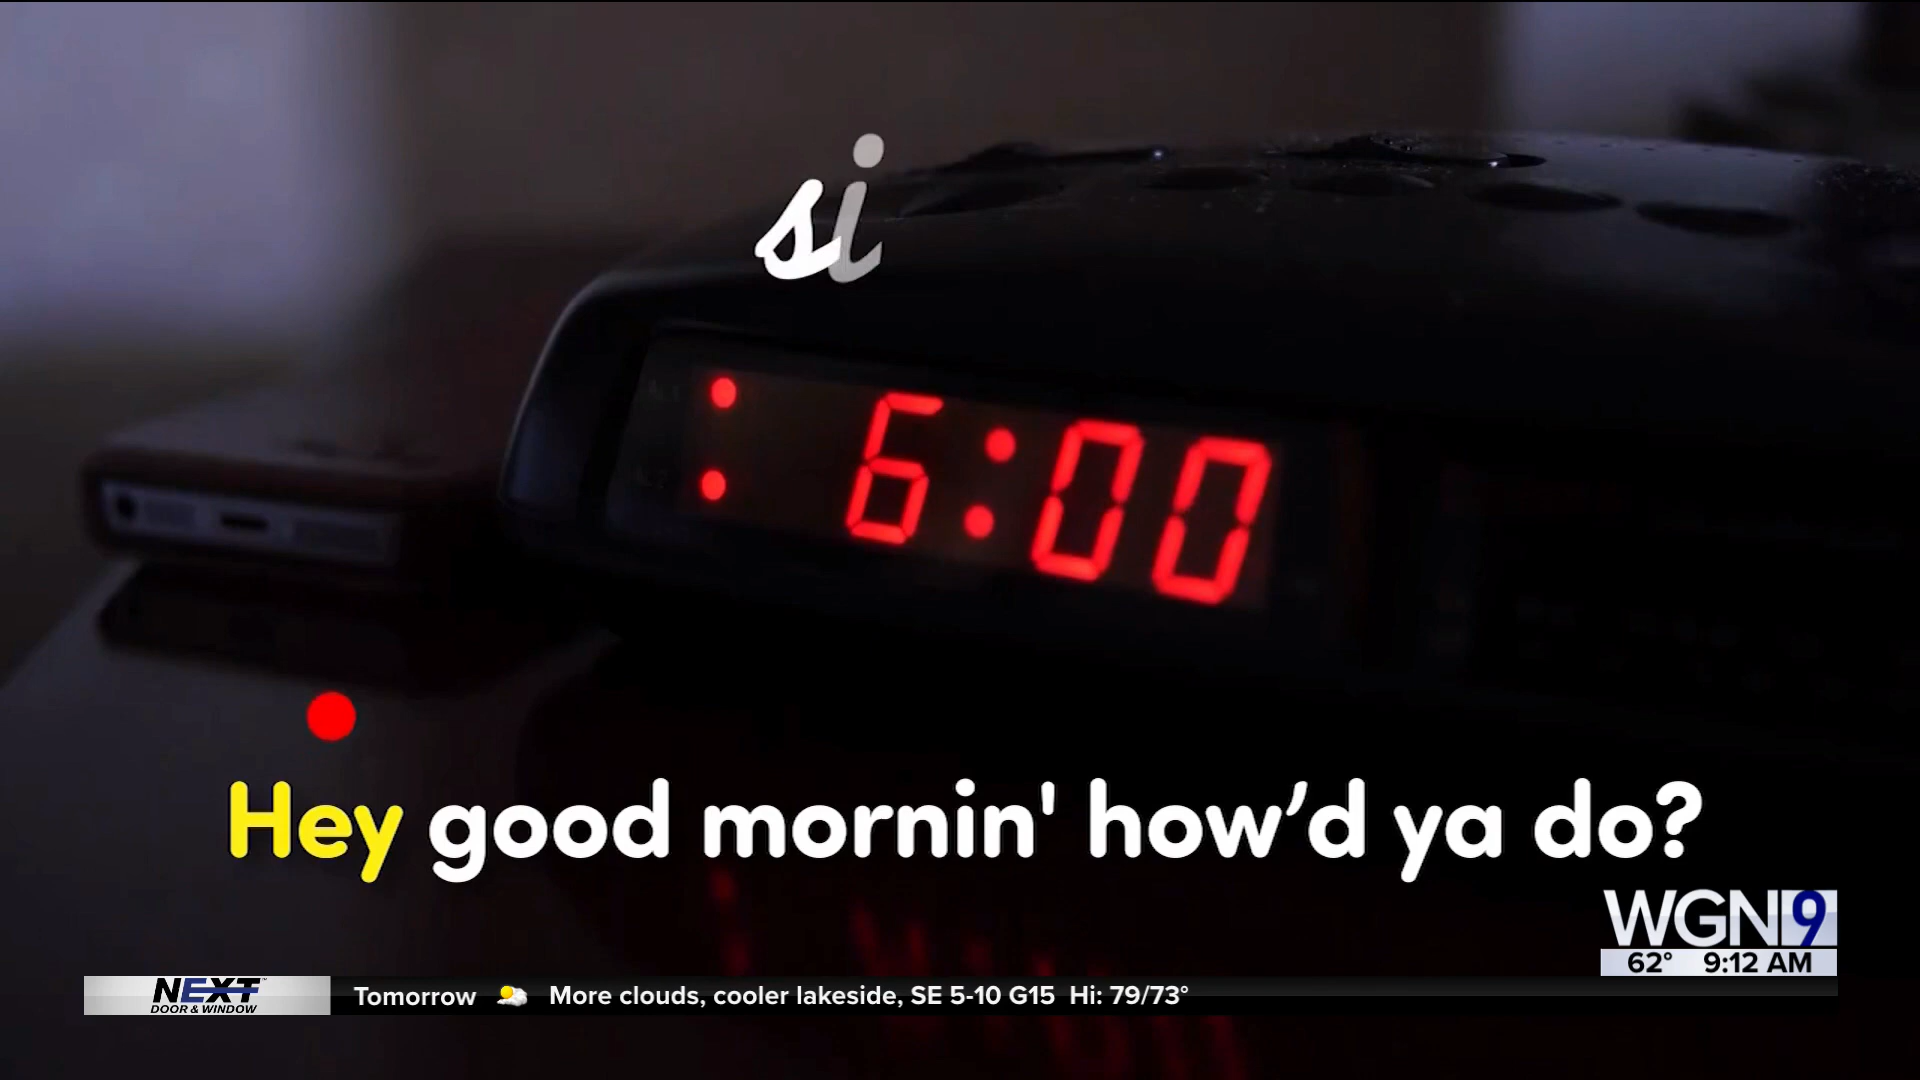 si
6:00
Hey good mornin' how’d ya do?
WGN9
62° 9:12 AM
NEXT
DOOR & WINDOW
Tomorrow More clouds, cooler lakeside, SE 5-10 G15 Hi: 79/73°